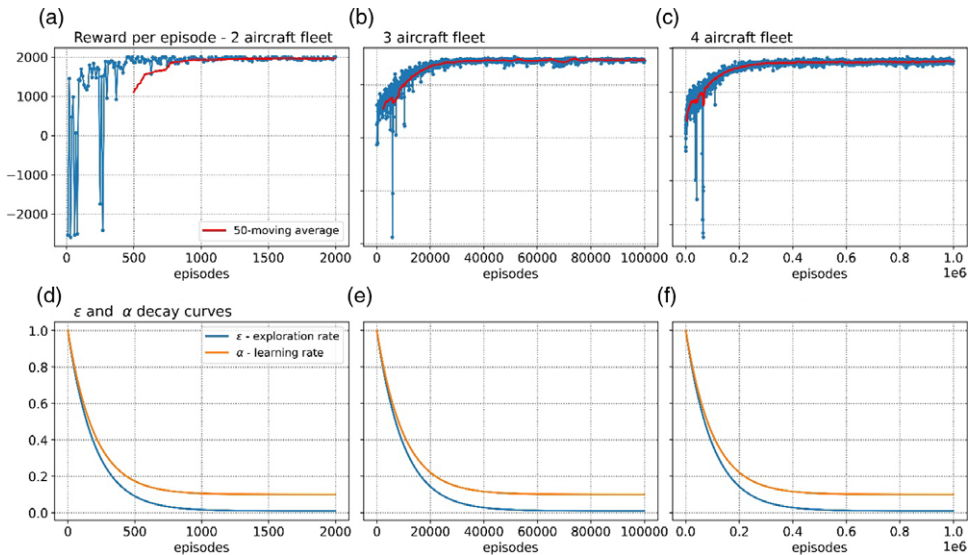 (a)
Reward per episode - 2 aircraft fleet
2000
1000
0
−1000
−2000
50-moving average
0 500 1000 1500 2000
episodes
(b)
3 aircraft fleet
0 20000 40000 60000 80000 100000
episodes
(c)
4 aircraft fleet
0.0 0.2 0.4 0.6 0.8 1.0
episodes
1e6
(d)
ε and α decay curves
1.0
0.8
0.6
0.4
0.2
0.0
ε - exploration rate
α - learning rate
0 500 1000 1500 2000
episodes
(e)
0 20000 40000 60000 80000 100000
episodes
(f)
0.0 0.2 0.4 0.6 0.8 1.0
episodes
1e6